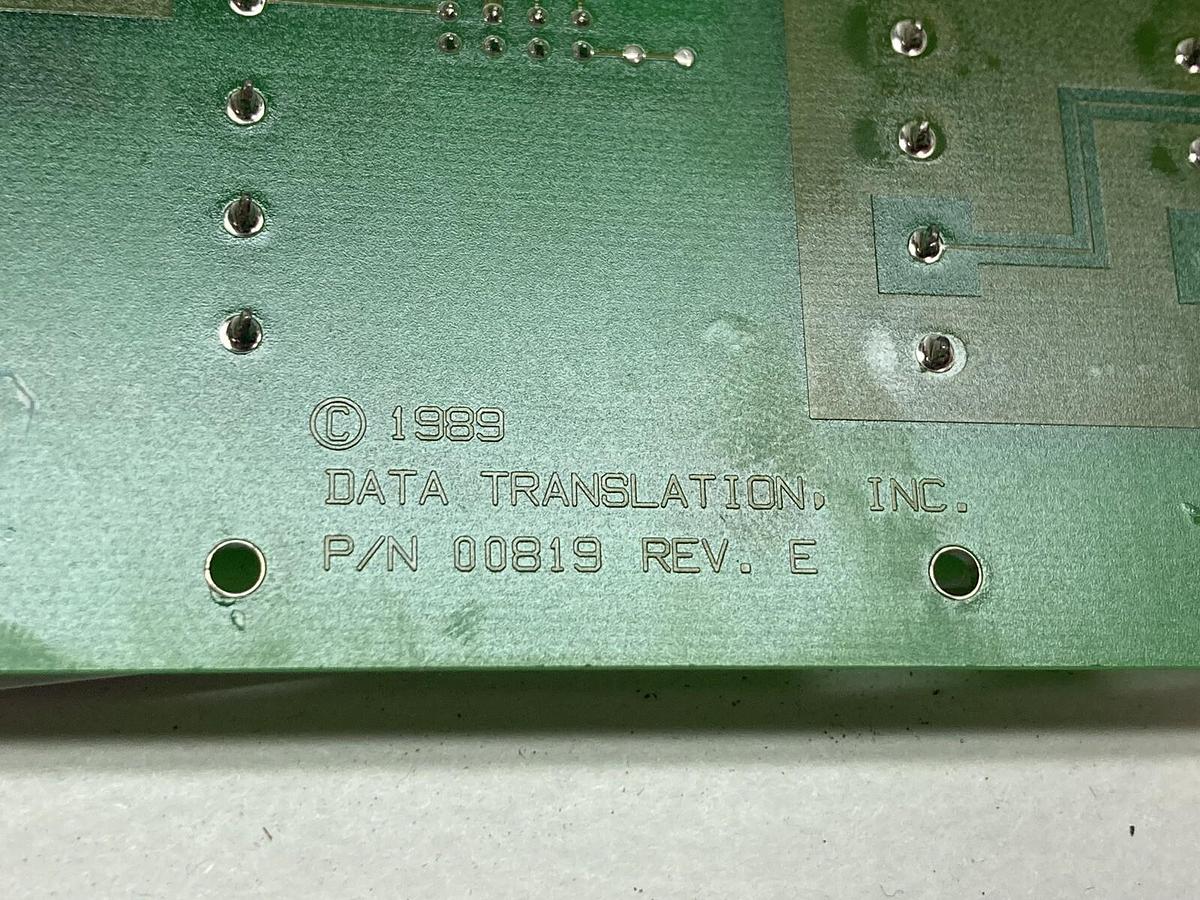 © 1989
DATA TRANSLATION, INC.
P/N 00819 REV. E